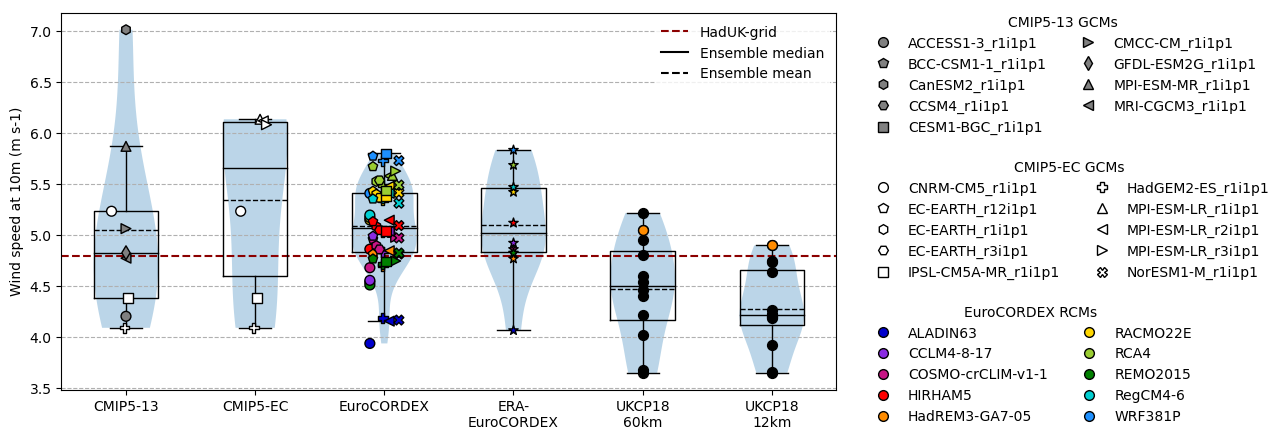 Wind speed at 10m (m s-1)
7.0
6.5
6.0
5.5
5.0
4.5
4.0
3.5
HadUK-grid
Ensemble median
Ensemble mean
CMIP5-13
CMIP5-EC
EuroCORDEX
ERA-
EuroCORDEX
UKCP18
60km
UKCP18
12km
CMIP5-13 GCMs
ACCESS1-3_r1i1p1
BCC-CSM1-1_r1i1p1
CanESM2_r1i1p1
CCSM4_r1i1p1
CESM1-BGC_r1i1p1
CMCC-CM_r1i1p1
GFDL-ESM2G_r1i1p1
MPI-ESM-MR_r1i1p1
MRI-CGCM3_r1i1p1
CMIP5-EC GCMs
CNRM-CM5_r1i1p1
EC-EARTH_r12i1p1
EC-EARTH_r1i1p1
EC-EARTH_r3i1p1
IPSL-CM5A-MR_r1i1p1
HadGEM2-ES_r1i1p1
MPI-ESM-LR_r1i1p1
MPI-ESM-LR_r2i1p1
MPI-ESM-LR_r3i1p1
NorESM1-M_r1i1p1
EuroCORDEX RCMs
ALADIN63
CCLM4-8-17
COSMO-crCLIM-v1-1
HIRHAM5
HadREM3-GA7-05
RACMO22E
RCA4
REMO2015
RegCM4-6
WRF381P